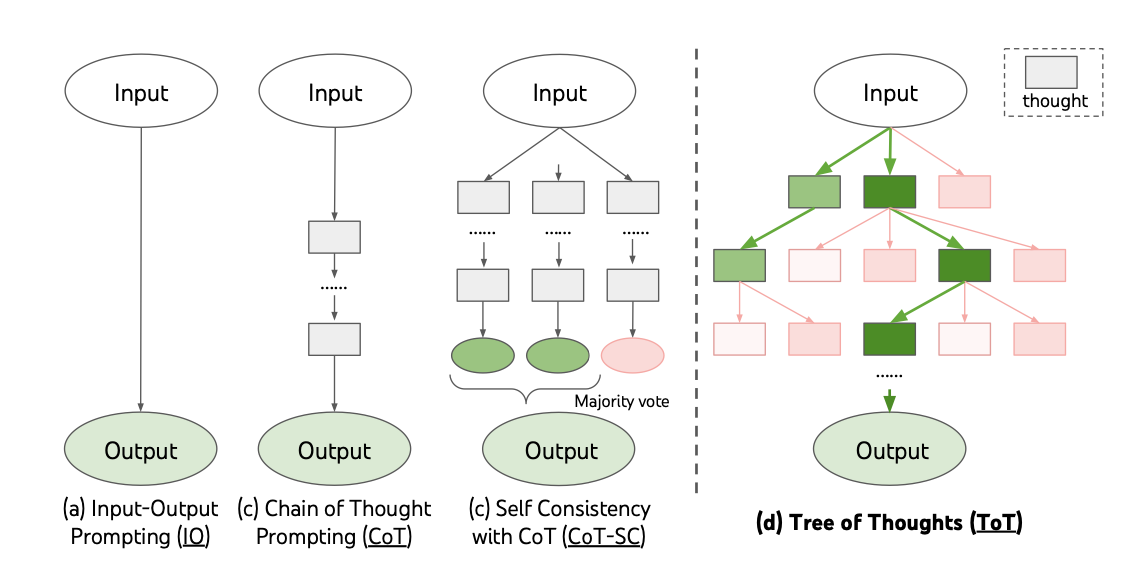 Input
Input
Input
Input
thought
......
......
......
......
......
Majority vote
Output
Output
Output
Output
(a) Input-Output
Prompting (IO)
(c) Chain of Thought
Prompting (CoT)
(c) Self Consistency
with CoT (CoT-SC)
(d) Tree of Thoughts (ToT)